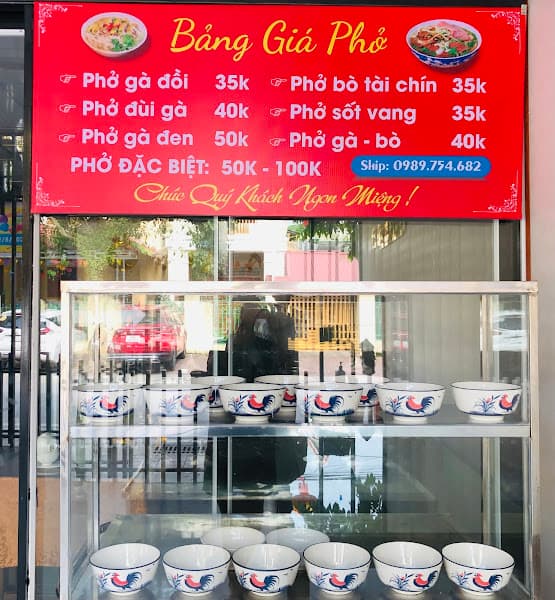 Bảng Giá Phở
Phở gà đồi 35k
Phở đùi gà 40k
Phở gà đen 50k
Phở bò tài chín 35k
Phở sốt vang 35k
Phở gà - bò 40k
PHỞ ĐẶC BIỆT: 50K - 100K
Ship: 0989.754.682
Chúc Quý Khách Ngon Miệng !